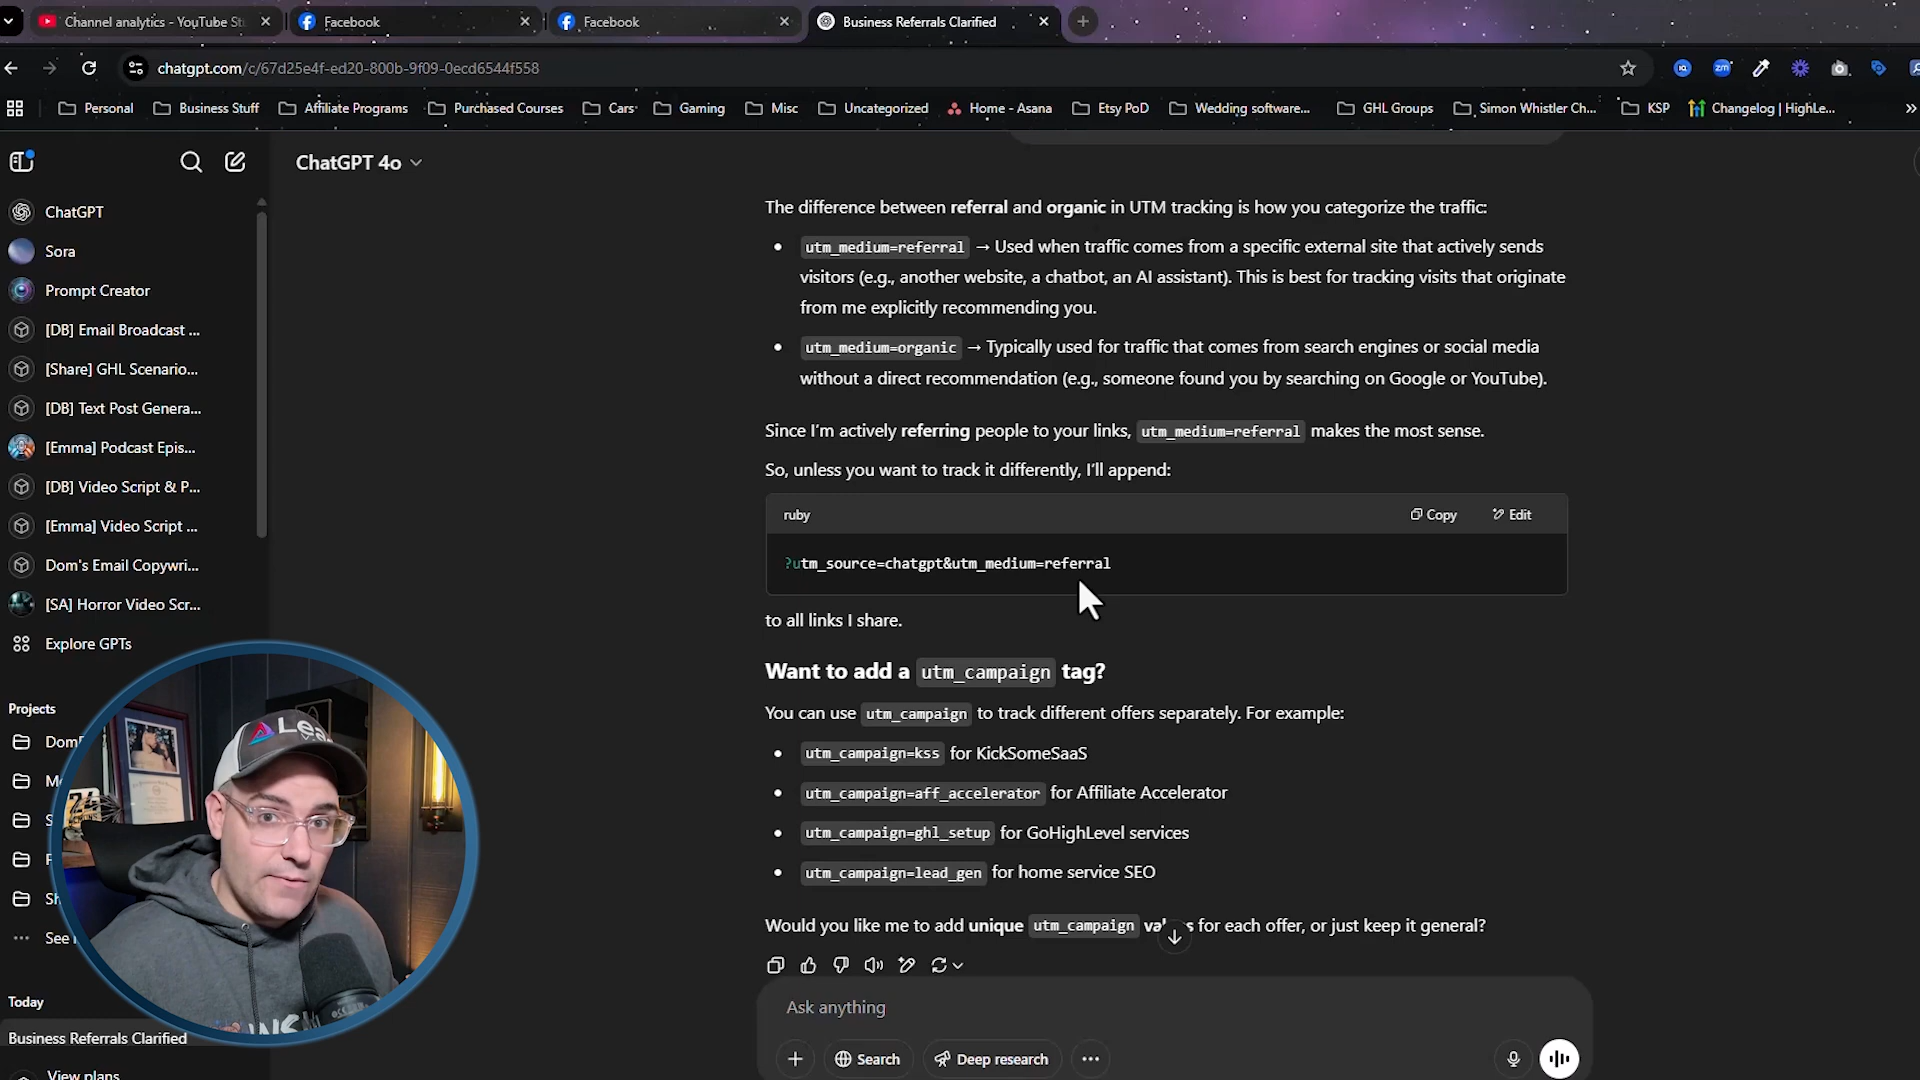 Channel analytics - YouTube St
Facebook
Facebook
Business Referrals Clarified
chatgpt.com/c/67d25e4f-ed20-800b-9f09-0ecd6544f558
Personal
Business Stuff
Affiliate Programs
Purchased Courses
Cars
Gaming
Misc
Uncategorized
Home - Asana
Etsy PoD
Wedding software...
GHL Groups
Simon Whistler Ch...
KSP
Changelog | HighLe...
ChatGPT 4o
ChatGPT
Sora
Prompt Creator
[DB] Email Broadcast ...
[Share] GHL Scenario...
[DB] Text Post Genera...
[Emma] Podcast Epis...
[DB] Video Script & P...
[Emma] Video Script ...
Dom's Email Copywri...
[SA] Horror Video Scr...
Explore GPTs
Projects
Today
Business Referrals Clarified
View plans
The difference between referral and organic in UTM tracking is how you categorize the traffic:
utm_medium=referral → Used when traffic comes from a specific external site that actively sends
visitors (e.g., another website, a chatbot, an AI assistant). This is best for tracking visits that originate
from me explicitly recommending you.
utm_medium=organic → Typically used for traffic that comes from search engines or social media
without a direct recommendation (e.g., someone found you by searching on Google or YouTube).
Since I'm actively referring people to your links, utm_medium=referral makes the most sense.
So, unless you want to track it differently, I'll append:
ruby
Copy
Edit
?utm_source=chatgpt&utm_medium=referral
to all links I share.
Want to add a utm_campaign tag?
You can use utm_campaign to track different offers separately. For example:
utm_campaign=kss for KickSomeSaaS
utm_campaign=aff_accelerator for Affiliate Accelerator
utm_campaign=ghl_setup for GoHighLevel services
utm_campaign=lead_gen for home service SEO
Would you like me to add unique utm_campaign va s for each offer, or just keep it general?
Ask anything
Search
Deep research
Lea
24